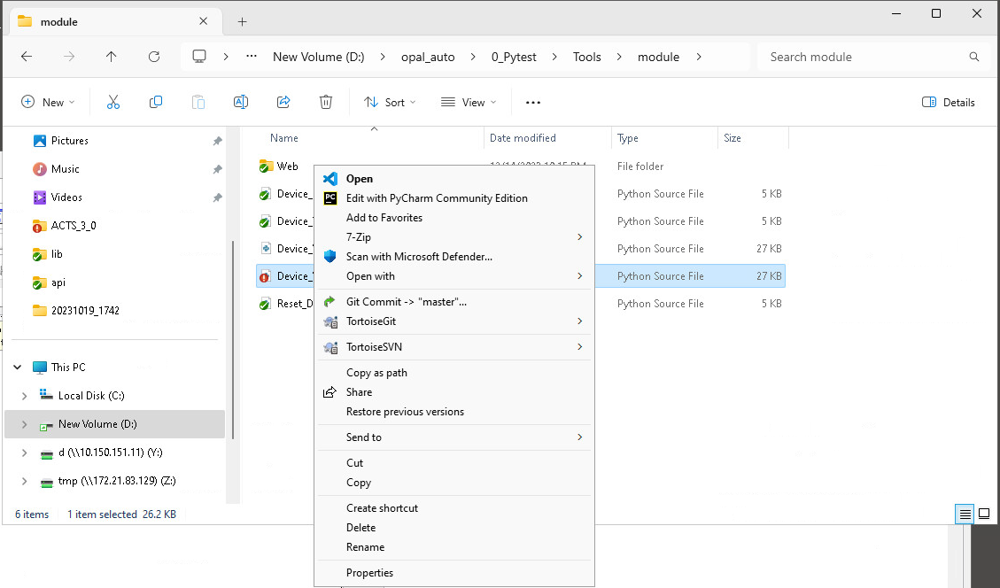 module
New Volume (D:) opal_auto 0_Pytest Tools module
Search module
New Sort View Details
Name Date modified Type Size
Pictures
Music
Videos
ACTS_3_0
lib
api
20231019_1742
This PC
Local Disk (C:)
New Volume (D:)
d (\\10.150.151.11) (Y:)
tmp (\\172.21.83.129) (Z:)
Web File folder
Device_ Python Source File 5 KB
Device_ Python Source File 5 KB
Device_ Python Source File 27 KB
Device_ Python Source File 27 KB
Reset_D Python Source File 5 KB
Open
PC
Edit with PyCharm Community Edition
Add to Favorites
7-Zip
Scan with Microsoft Defender...
Open with
Git Commit -> "master"...
TortoiseGit
TortoiseSVN
Copy as path
Share
Restore previous versions
Send to
Cut
Copy
Create shortcut
Delete
Rename
Properties
6 items 1 item selected 26.2 KB